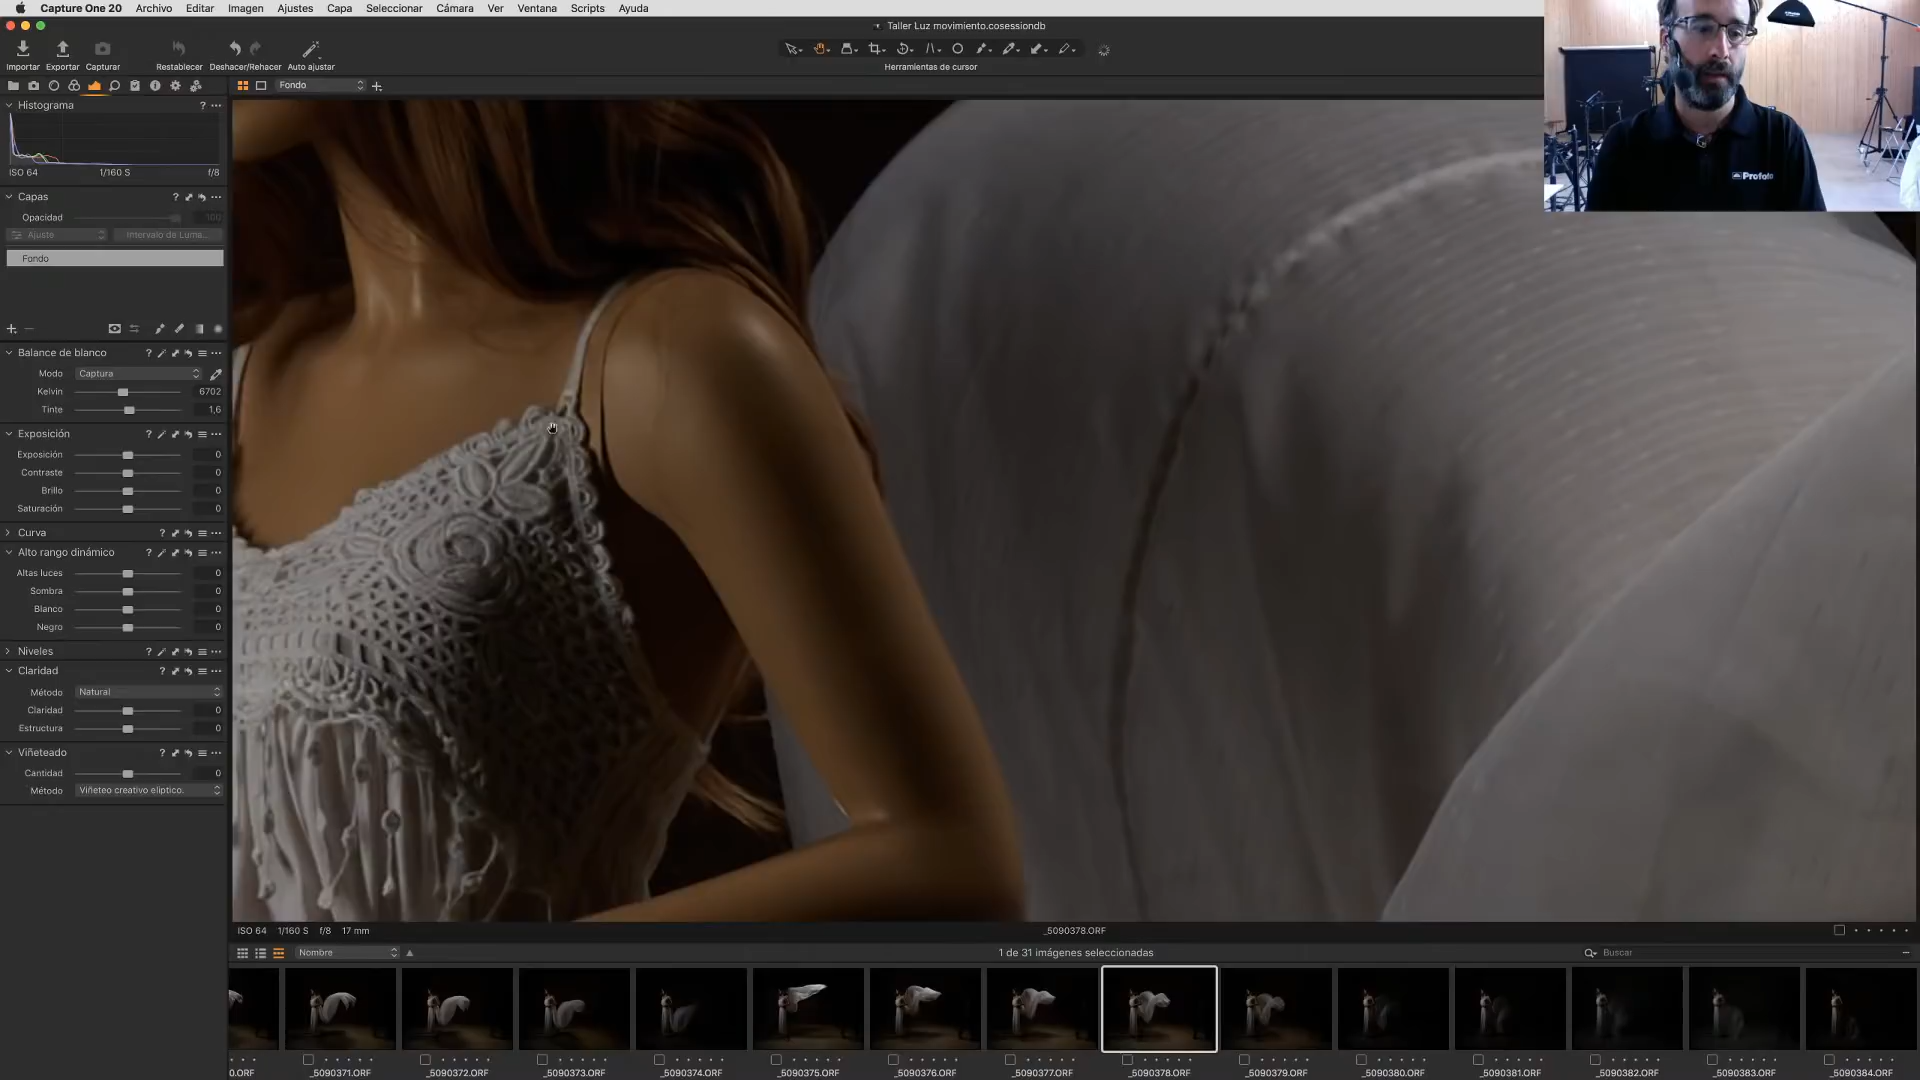 Capture One 20 Archivo Editar Imagen Ajustes Capa Seleccionar Cámara Ver Ventana Scripts Ayuda
Taller Luz movimiento.cosessiondb
Importar Exportar Capturar Restablecer Deshacer/Rehacer Auto ajustar Herramientas de cursor
Fondo
Histograma
ISO 64 1/160 S f/8
Capas
Opacidad 100
Ajuste Intervalo de Luma...
Fondo
Balance de blanco
Modo Captura
Kelvin 6702
Tinte 1,6
Exposición
Exposición 0
Contraste 0
Brillo 0
Saturación 0
Curva
Alto rango dinámico
Altas luces 0
Sombra 0
Blanco 0
Negro 0
Niveles
Claridad
Método Natural
Claridad 0
Estructura 0
Viñeteado
Cantidad 0
Método Viñeteo creativo elíptico.
Profoto
ISO 64 1/160 S f/8 17 mm _5090378.ORF
Nombre 1 de 31 imágenes seleccionadas Buscar
0.ORF _5090371.ORF _5090372.ORF _5090373.ORF _5090374.ORF _5090375.ORF _5090376.ORF _5090377.ORF _5090378.ORF _5090379.ORF _5090380.ORF _5090381.ORF _5090382.ORF _5090383.ORF _5090384.ORF